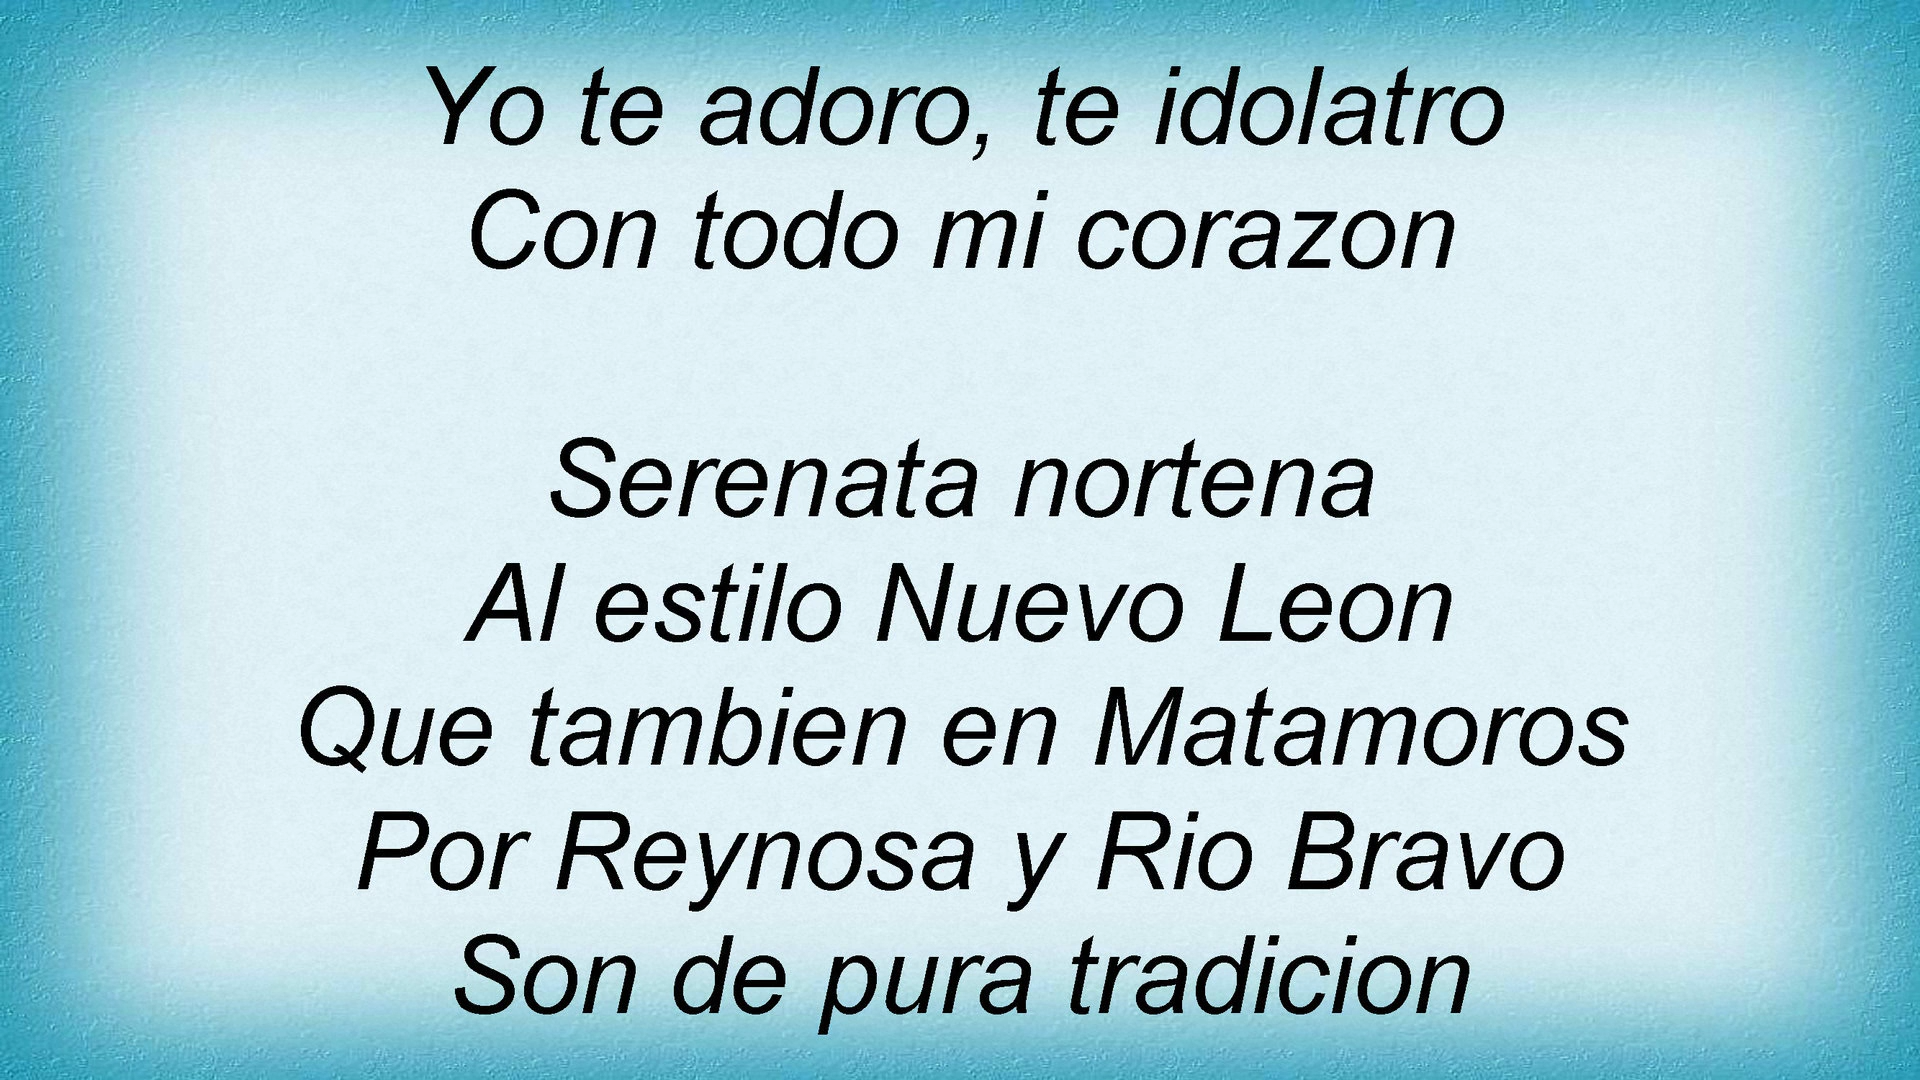 Yo te adoro, te idolatro
Con todo mi corazon
Serenata nortena
Al estilo Nuevo Leon
Que tambien en Matamoros
Por Reynosa y Rio Bravo
Son de pura tradicion